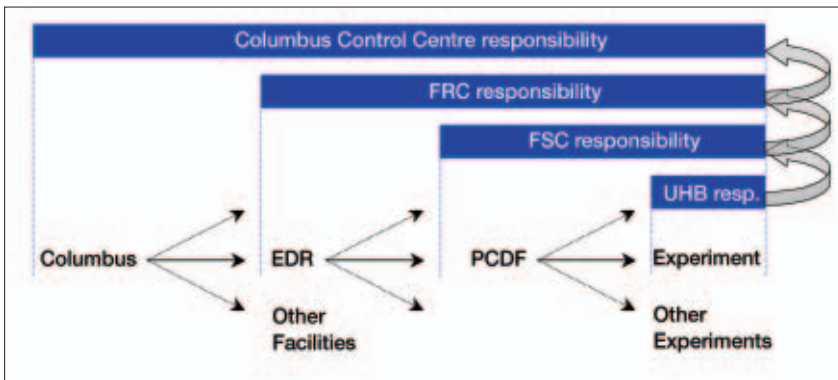 Columbus Control Centre responsibility
FRC responsibility
FSC responsibility
UHB resp.
Columbus
EDR
PCDF
Experiment
Other
Facilities
Other
Experiments